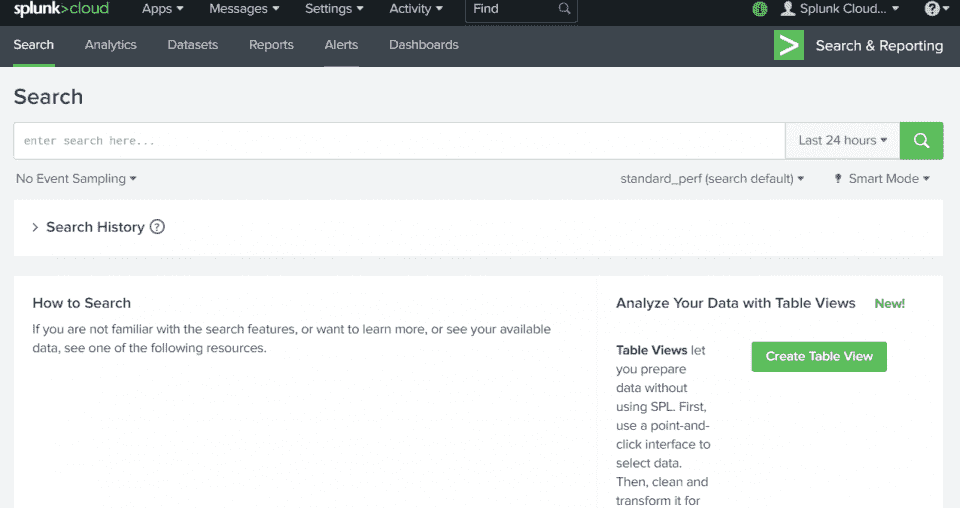 splunk>cloud Apps Messages Settings Activity Find Splunk Cloud... ?
Search Analytics Datasets Reports Alerts Dashboards > Search & Reporting
Search
enter search here... Last 24 hours
No Event Sampling standard_perf (search default) Smart Mode
> Search History ?
How to Search
If you are not familiar with the search features, or want to learn more, or see your available
data, see one of the following resources.
Analyze Your Data with Table Views New!
Table Views let
you prepare
data without
using SPL. First,
use a point-and-
click interface to
select data.
Then, clean and
transform it for
Create Table View